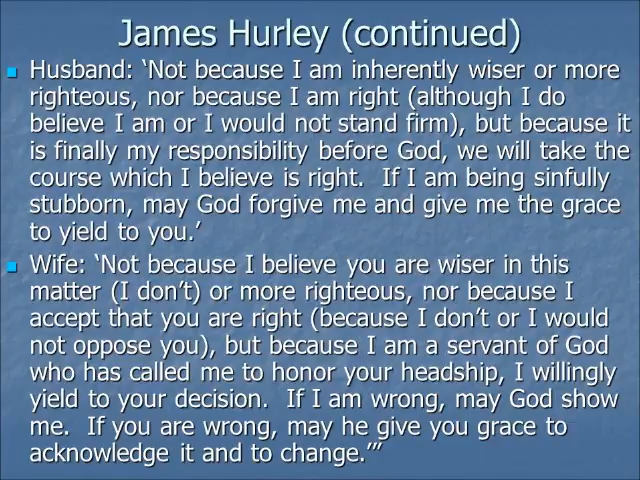 James Hurley (continued)
Husband: ‘Not because I am inherently wiser or more
righteous, nor because I am right (although I do
believe I am or I would not stand firm), but because it
is finally my responsibility before God, we will take the
course which I believe is right.  If I am being sinfully
stubborn, may God forgive me and give me the grace
to yield to you.’
Wife: ‘Not because I believe you are wiser in this
matter (I don’t) or more righteous, nor because I
accept that you are right (because I don’t or I would
not oppose you), but because I am a servant of God
who has called me to honor your headship, I willingly
yield to your decision.  If I am wrong, may God show
me.  If you are wrong, may he give you grace to
acknowledge it and to change.’”